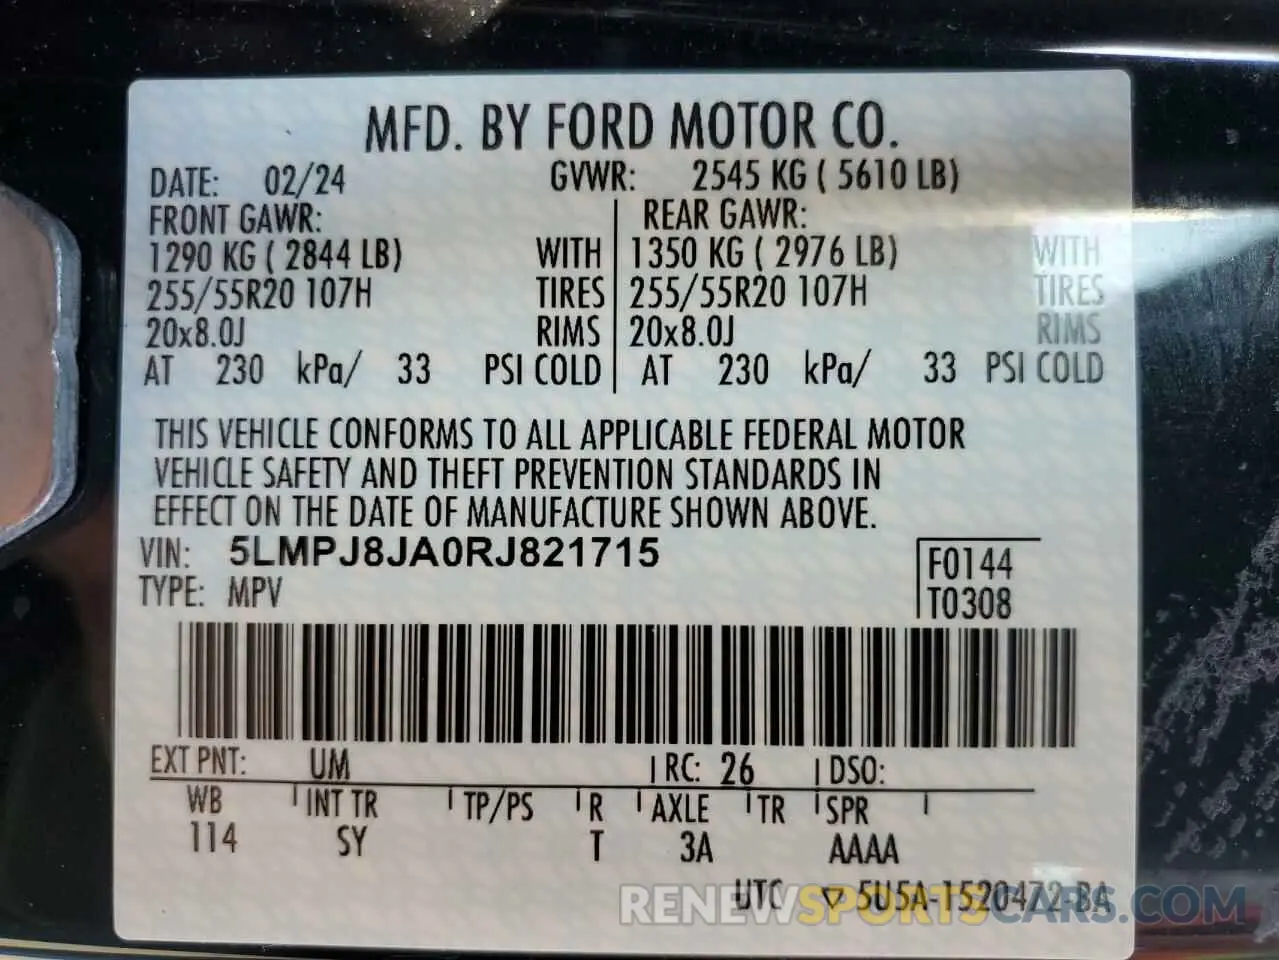 MFD. BY FORD MOTOR CO.
DATE: 02/24 GVWR: 2545 KG ( 5610 LB)
FRONT GAWR: REAR GAWR:
1290 KG ( 2844 LB) WITH 1350 KG ( 2976 LB) WITH
255/55R20 107H TIRES 255/55R20 107H TIRES
20x8.0J RIMS 20x8.0J RIMS
AT 230 kPa/ 33 PSI COLD AT 230 kPa/ 33 PSI COLD
THIS VEHICLE CONFORMS TO ALL APPLICABLE FEDERAL MOTOR
VEHICLE SAFETY AND THEFT PREVENTION STANDARDS IN
EFFECT ON THE DATE OF MANUFACTURE SHOWN ABOVE.
VIN: 5LMPJ8JA0RJ821715 F0144
TYPE: MPV T0308
EXT PNT: UM RC: 26 DSO:
WB INT TR TP/PS R AXLE TR SPR
114 SY T 3A AAAA
UTC ▽ 5U5A-1520472-BA
RENEWSPORTSCARS.COM